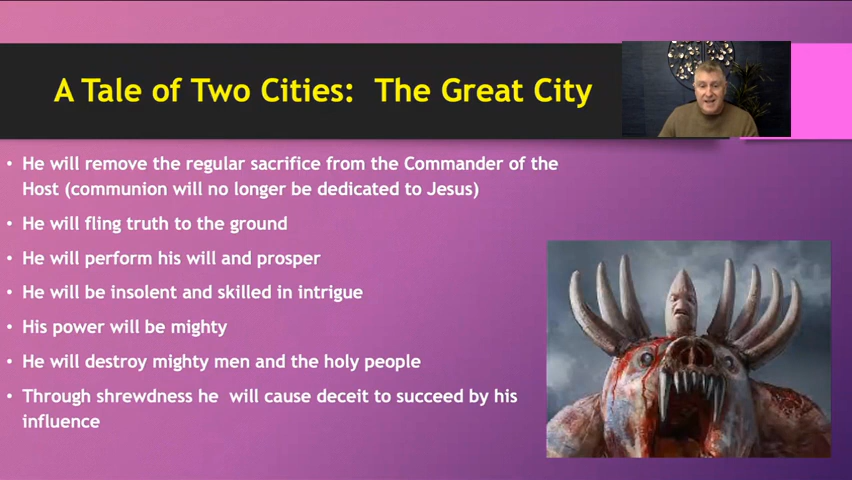 A Tale of Two Cities:  The Great City
• He will remove the regular sacrifice from the Commander of the
Host (communion will no longer be dedicated to Jesus)
• He will fling truth to the ground
• He will perform his will and prosper
• He will be insolent and skilled in intrigue
• His power will be mighty
• He will destroy mighty men and the holy people
• Through shrewdness he  will cause deceit to succeed by his
influence